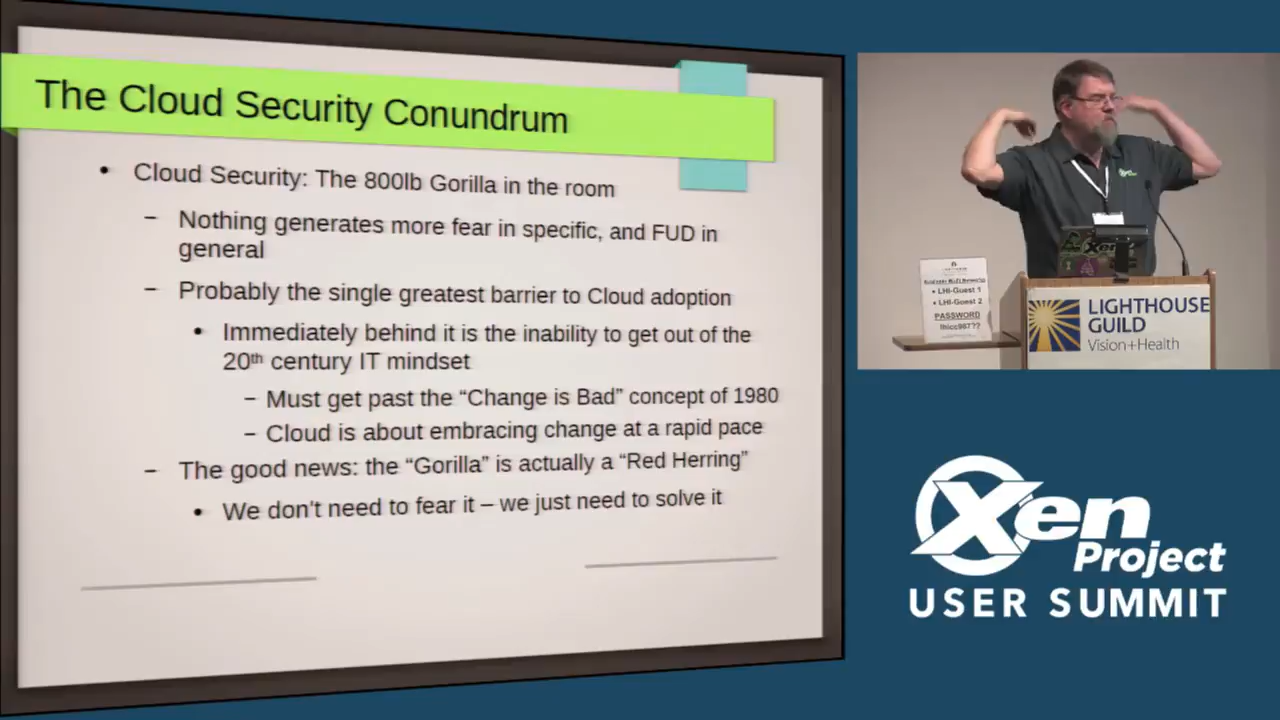 The Cloud Security Conundrum
• Cloud Security: The 800lb Gorilla in the room
– Nothing generates more fear in specific, and FUD in
general
– Probably the single greatest barrier to Cloud adoption
• Immediately behind it is the inability to get out of the
20th century IT mindset
– Must get past the “Change is Bad” concept of 1980
– Cloud is about embracing change at a rapid pace
– The good news: the “Gorilla” is actually a “Red Herring”
• We don't need to fear it – we just need to solve it
• LHI-Guest 1
• LHI-Guest 2
PASSWORD
lhicc987??
Xen
LIGHTHOUSE
GUILD
Vision+Health
Xen
Project
USER SUMMIT